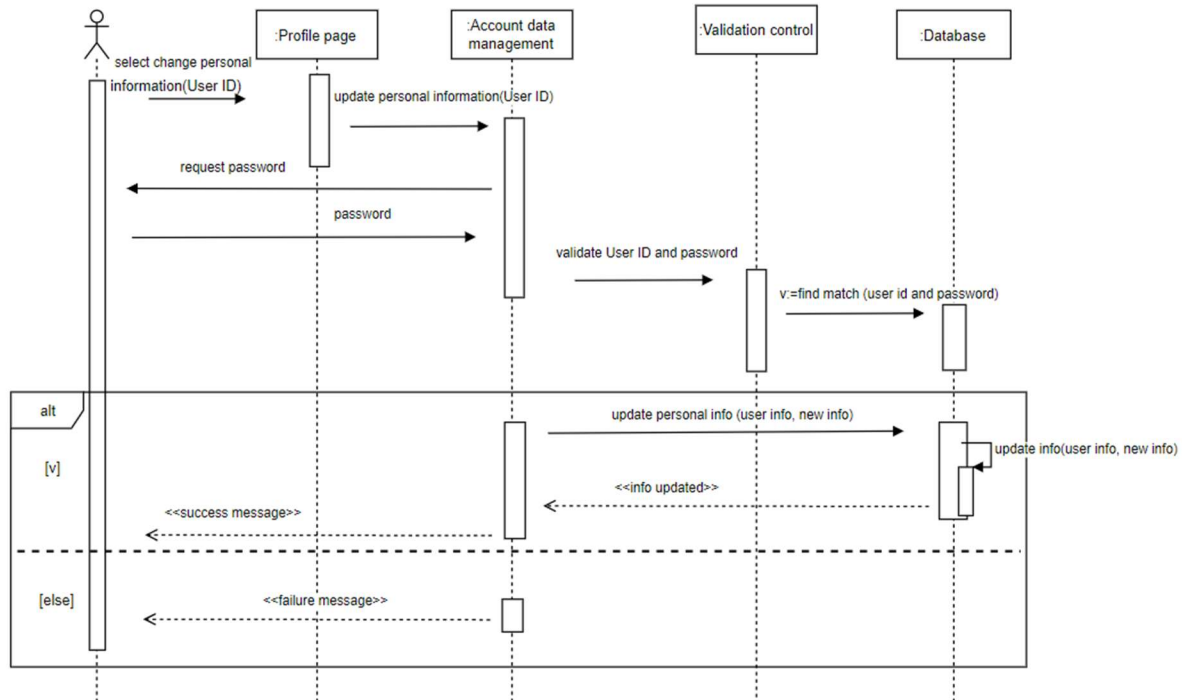 :Profile page
:Account data
management
:Validation control
:Database
select change personal
information(User ID)
update personal information(User ID)
request password
password
validate User ID and password
v:=find match (user id and password)
alt
update personal info (user info, new info)
update info(user info, new info)
[v]
<<info updated>>
<<success message>>
[else]
<<failure message>>